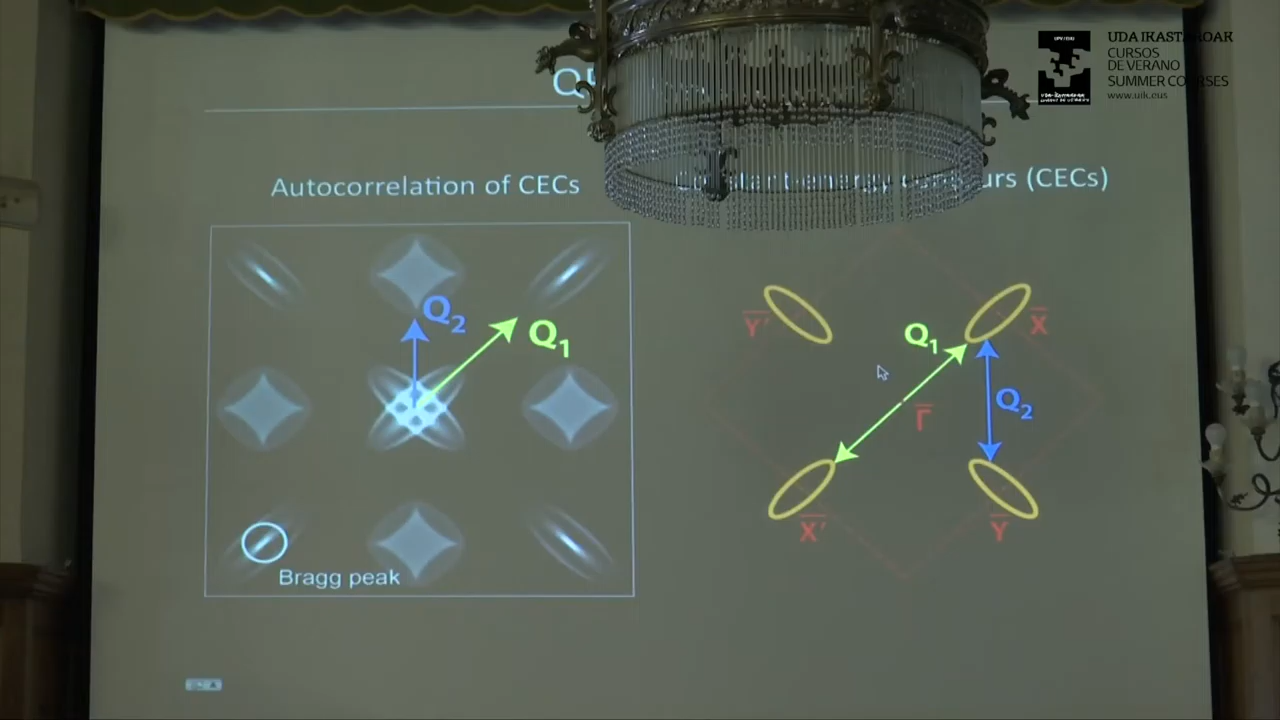 UDA IKASTAROAK
CURSOS
DE VERANO
SUMMER COURSES
www.uik.eus
Autocorrelation of CECs
(CECs)
Q2
Q1
Bragg peak
Y̅'
X̅
Q1
Γ̅
Q2
X̅'
Y̅